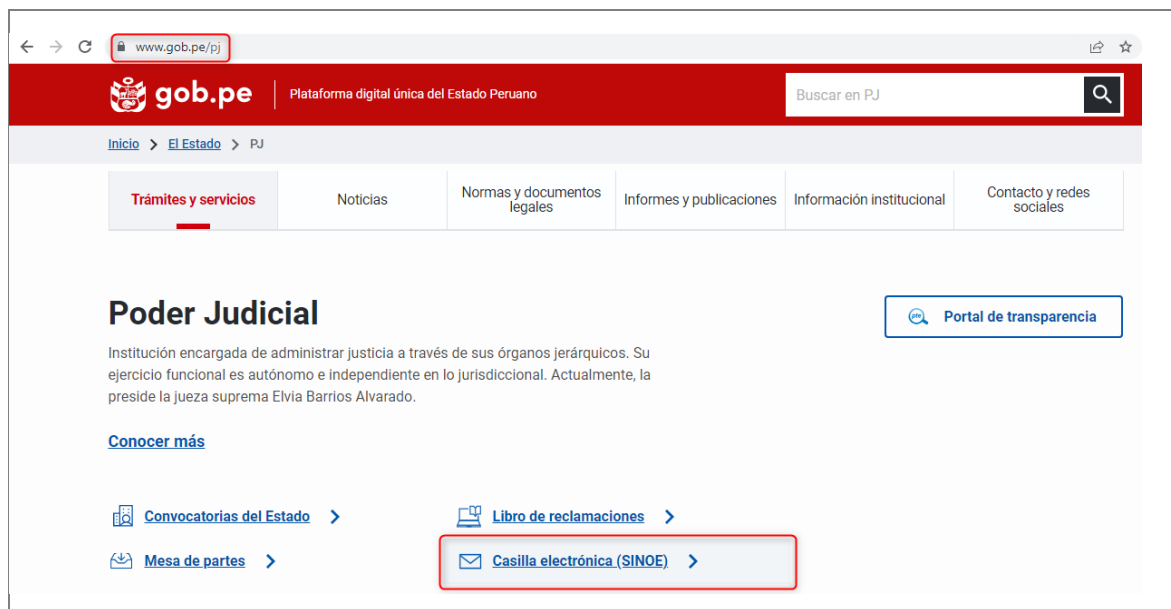 www.gob.pe/pj
gob.pe
Plataforma digital única del Estado Peruano
Buscar en PJ
Inicio > El Estado > PJ
Trámites y servicios
Noticias
Normas y documentos
legales
Informes y publicaciones
Información institucional
Contacto y redes
sociales
Poder Judicial
pte
Portal de transparencia
Institución encargada de administrar justicia a través de sus órganos jerárquicos. Su
ejercicio funcional es autónomo e independiente en lo jurisdiccional. Actualmente, la
preside la jueza suprema Elvia Barrios Alvarado.
Conocer más
Convocatorias del Estado
Libro de reclamaciones
Mesa de partes
Casilla electrónica (SINOE)